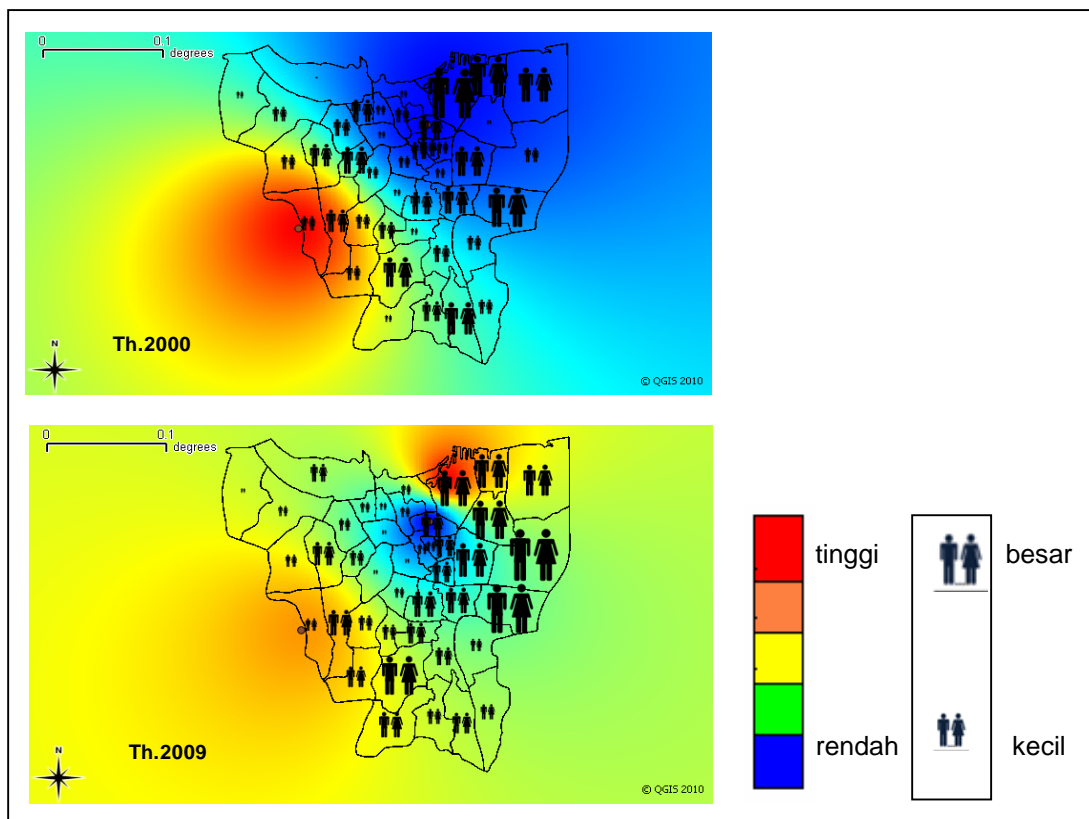 0 0.1
degrees
Th.2000
N
© QGIS 2010
0 0.1
degrees
Th.2009
N
© QGIS 2010
tinggi
rendah
besar
kecil